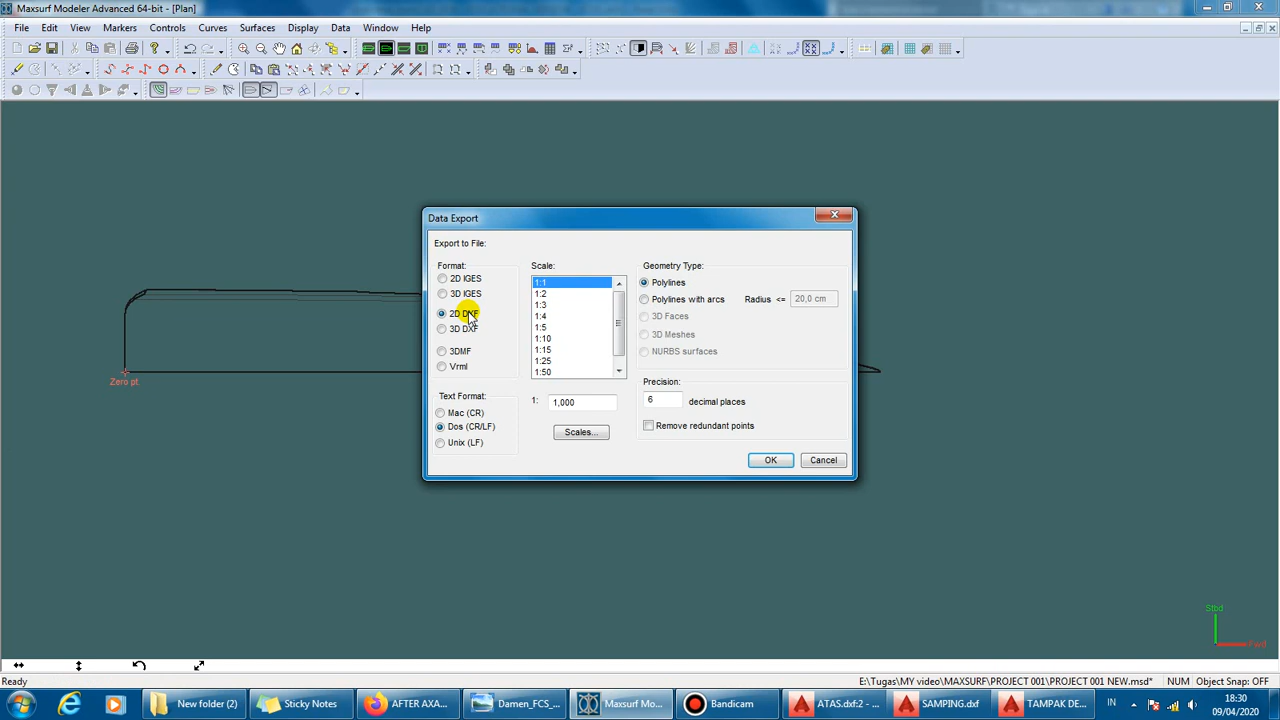 Maxsurf Modeler Advanced 64-bit - [Plan]
File Edit View Markers Controls Curves Surfaces Display Data Window Help
Data Export
Export to File:
Format:
2D IGES
3D IGES
2D DXF
3D DXF
3DMF
Vrml
Text Format:
Mac (CR)
Dos (CR/LF)
Unix (LF)
Scale:
1:1
1:2
1:3
1:4
1:5
1:10
1:15
1:25
1:50
1: 1,000
Scales...
Geometry Type:
Polylines
Polylines with arcs Radius <= 20,0 cm
3D Faces
3D Meshes
NURBS surfaces
Precision:
6 decimal places
Remove redundant points
OK Cancel
Zero pt
Stbd
Fwd
Ready E:\Tugas\MY video\MAXSURF\PROJECT 001\PROJECT 001 NEW.msd* NUM Object Snap: OFF
New folder (2) Sticky Notes AFTER AXA... Damen_FCS_... Maxsurf Mo... Bandicam ATAS.dxf:2 - ... SAMPING.dxf TAMPAK DE... IN 18:30
09/04/2020